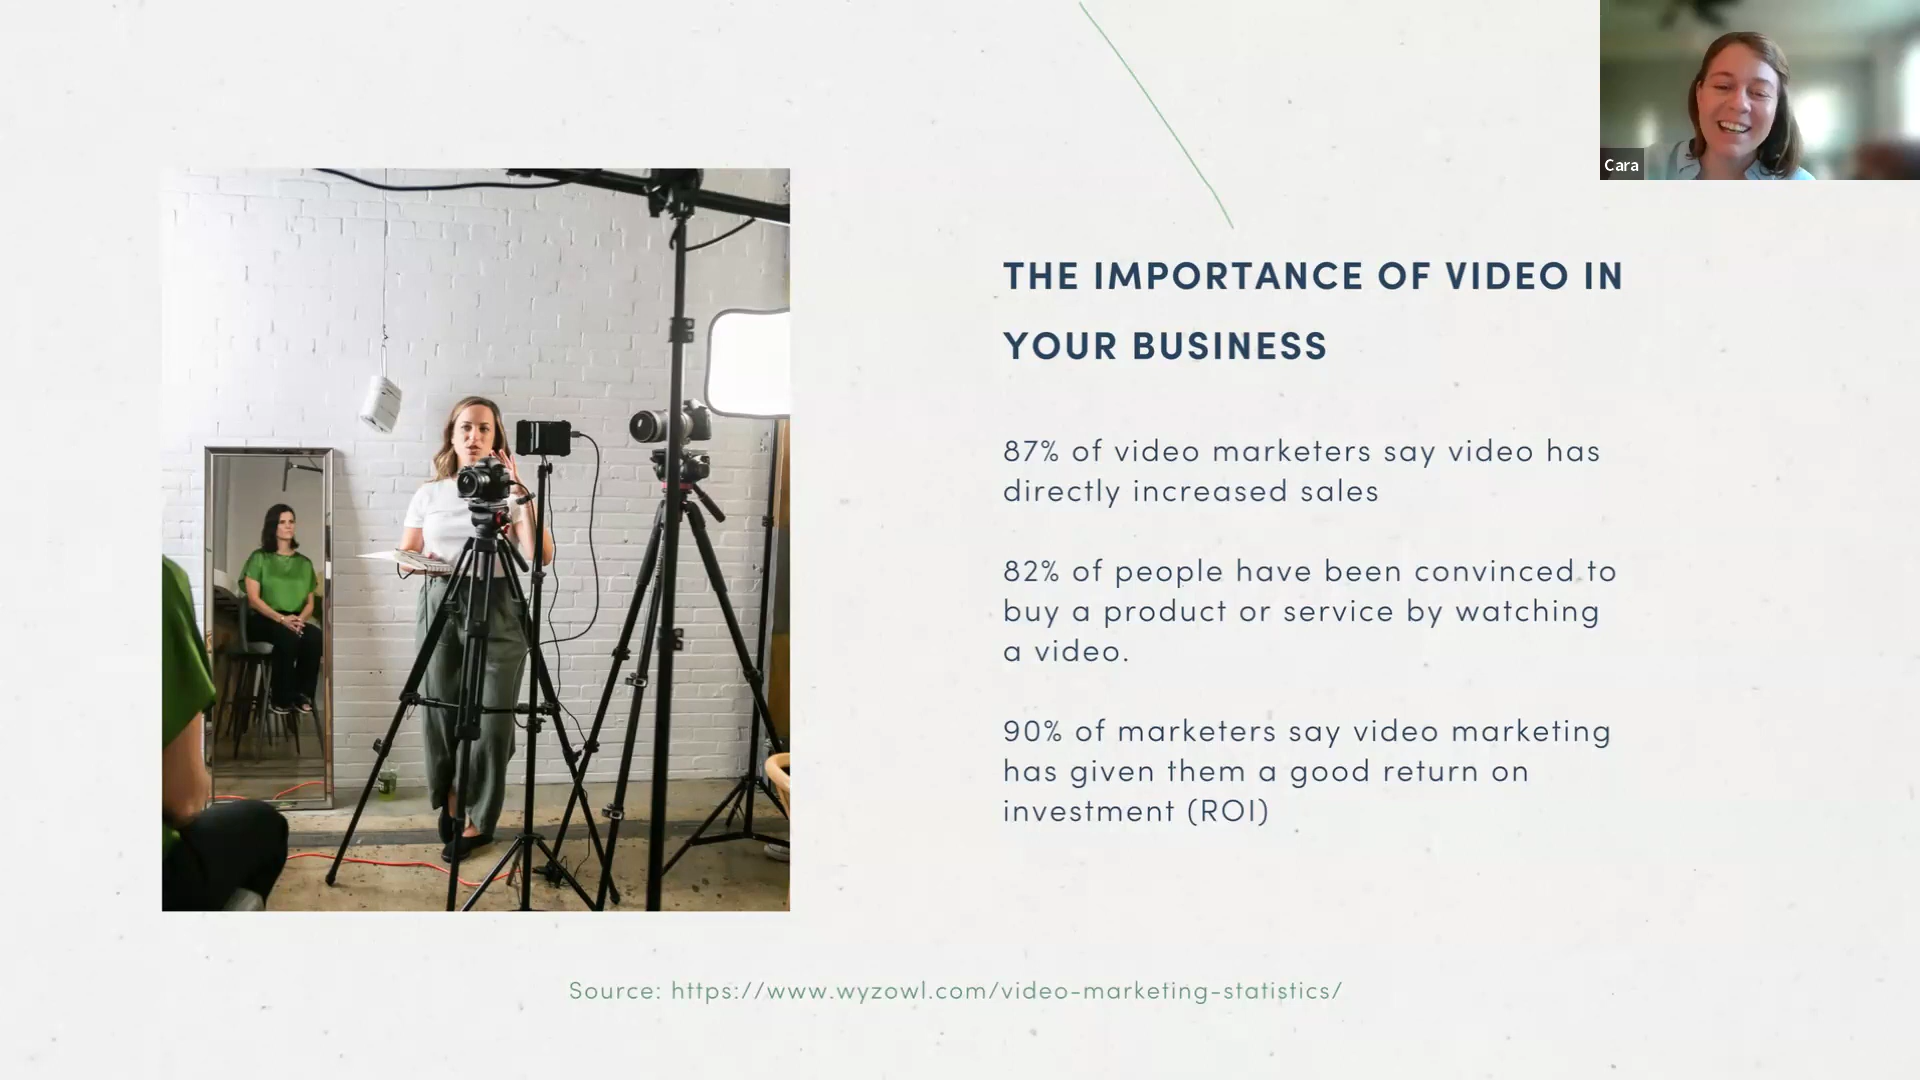 Cara
THE IMPORTANCE OF VIDEO IN
YOUR BUSINESS
87% of video marketers say video has
directly increased sales
82% of people have been convinced to
buy a product or service by watching
a video.
90% of marketers say video marketing
has given them a good return on
investment (ROI)
Source: https://www.wyzowl.com/video-marketing-statistics/